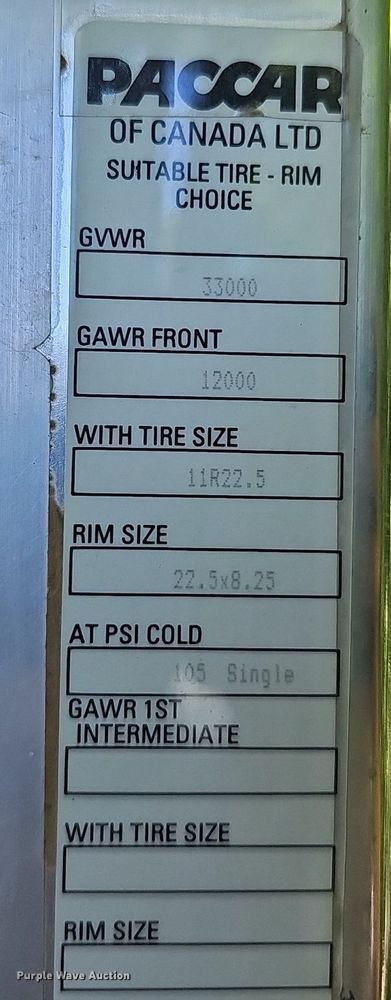 PACCAR
OF CANADA LTD
SUITABLE TIRE - RIM
CHOICE
GVWR
33000
GAWR FRONT
12000
WITH TIRE SIZE
11R22.5
RIM SIZE
22.5x8.25
AT PSI COLD
105 Single
GAWR 1ST
INTERMEDIATE
WITH TIRE SIZE
RIM SIZE
Purple Wave Auction